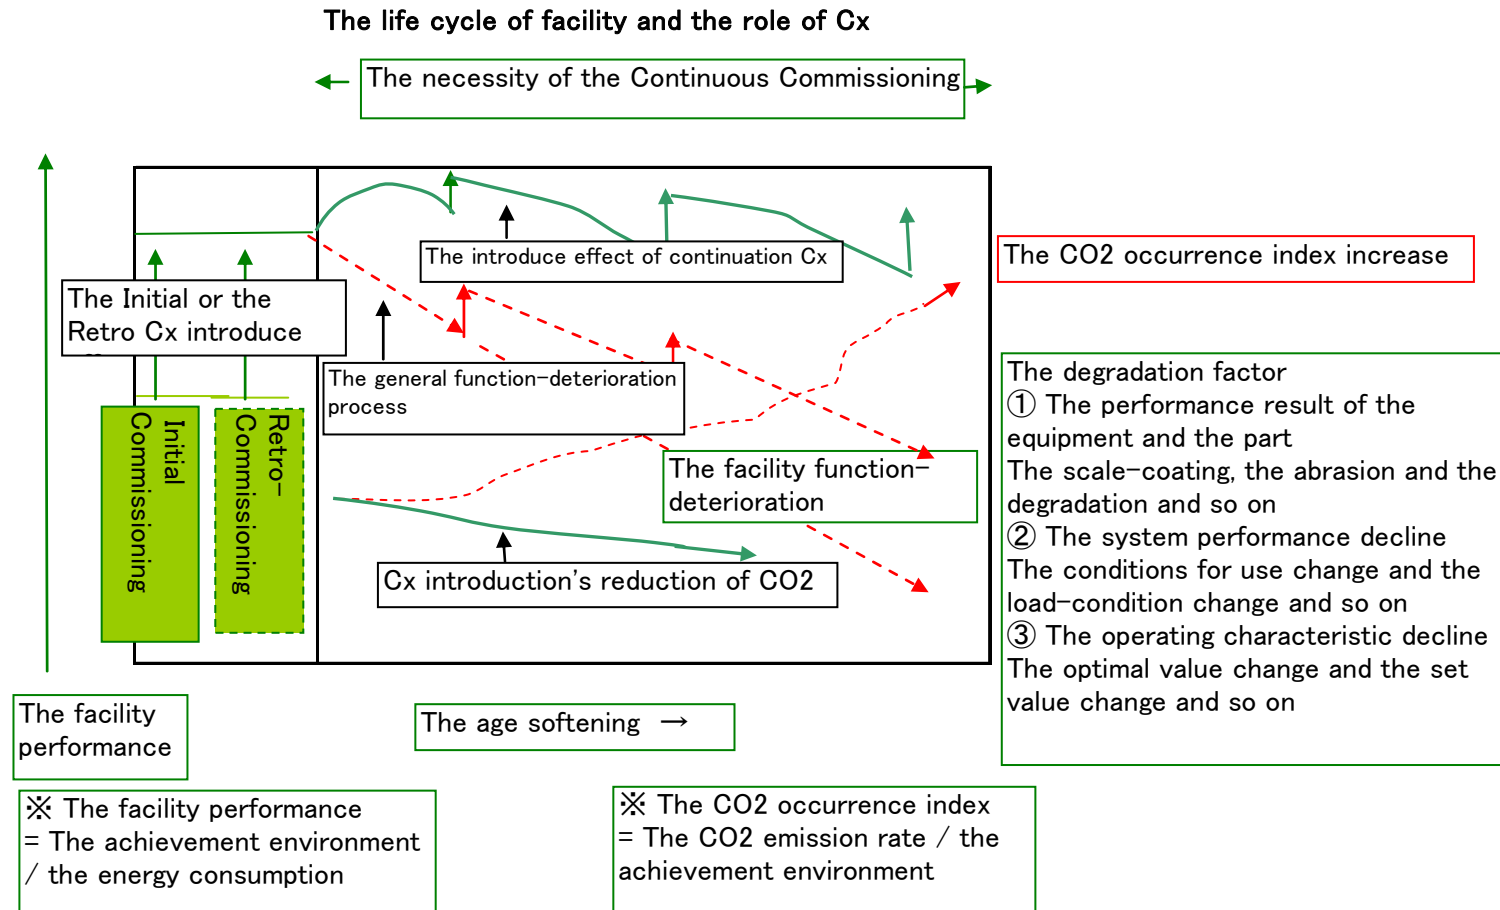 The life cycle of facility and the role of Cx
The necessity of the Continuous Commissioning
The introduce effect of continuation Cx
The CO2 occurrence index increase
The Initial or the
Retro Cx introduce
The general function-deterioration
process
Initial
Commissioning
Retro-
Commissioning
The facility function-
deterioration
Cx introduction's reduction of CO2
The degradation factor
① The performance result of the
equipment and the part
The scale-coating, the abrasion and the
degradation and so on
② The system performance decline
The conditions for use change and the
load-condition change and so on
③ The operating characteristic decline
The optimal value change and the set
value change and so on
The facility
performance
The age softening →
※ The facility performance
= The achievement environment
/ the energy consumption
※ The CO2 occurrence index
= The CO2 emission rate / the
achievement environment